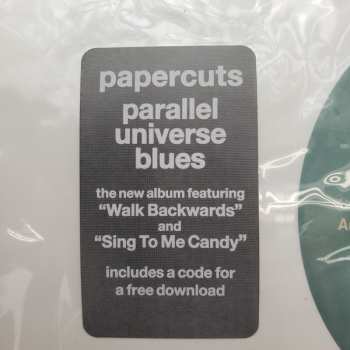 papercuts
parallel
universe
blues
the new album featuring
“Walk Backwards”
and
“Sing To Me Candy”
includes a code for
a free download